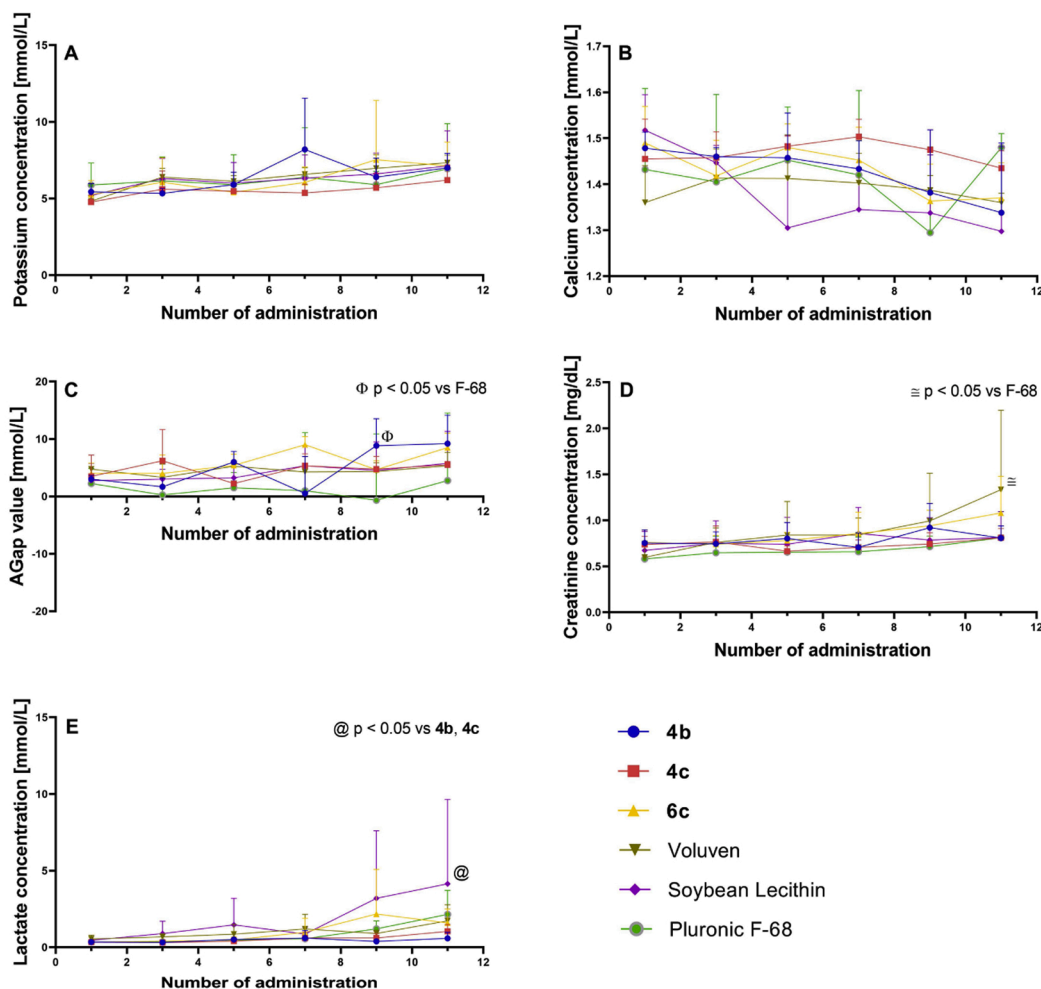 A
Potassium concentration [mmol/L]
15
10
5
0
0 2 4 6 8 10 12
Number of administration
B
Calcium concentration [mmol/L]
1.7
1.6
1.5
1.4
1.3
1.2
0 2 4 6 8 10 12
Number of administration
C
Φ p < 0.05 vs F-68
AGap value [mmol/L]
20
10
0
-10
-20
Φ
2 4 6 8 10 12
Number of administration
D
≅ p < 0.05 vs F-68
Creatinine concentration [mg/dL]
2.5
2.0
1.5
1.0
0.5
0.0
≅
0 2 4 6 8 10 12
Number of administration
E
@ p < 0.05 vs 4b, 4c
Lactate concentration [mmol/L]
15
10
5
0
@
0 2 4 6 8 10 12
Number of administration
4b
4c
6c
Voluven
Soybean Lecithin
Pluronic F-68